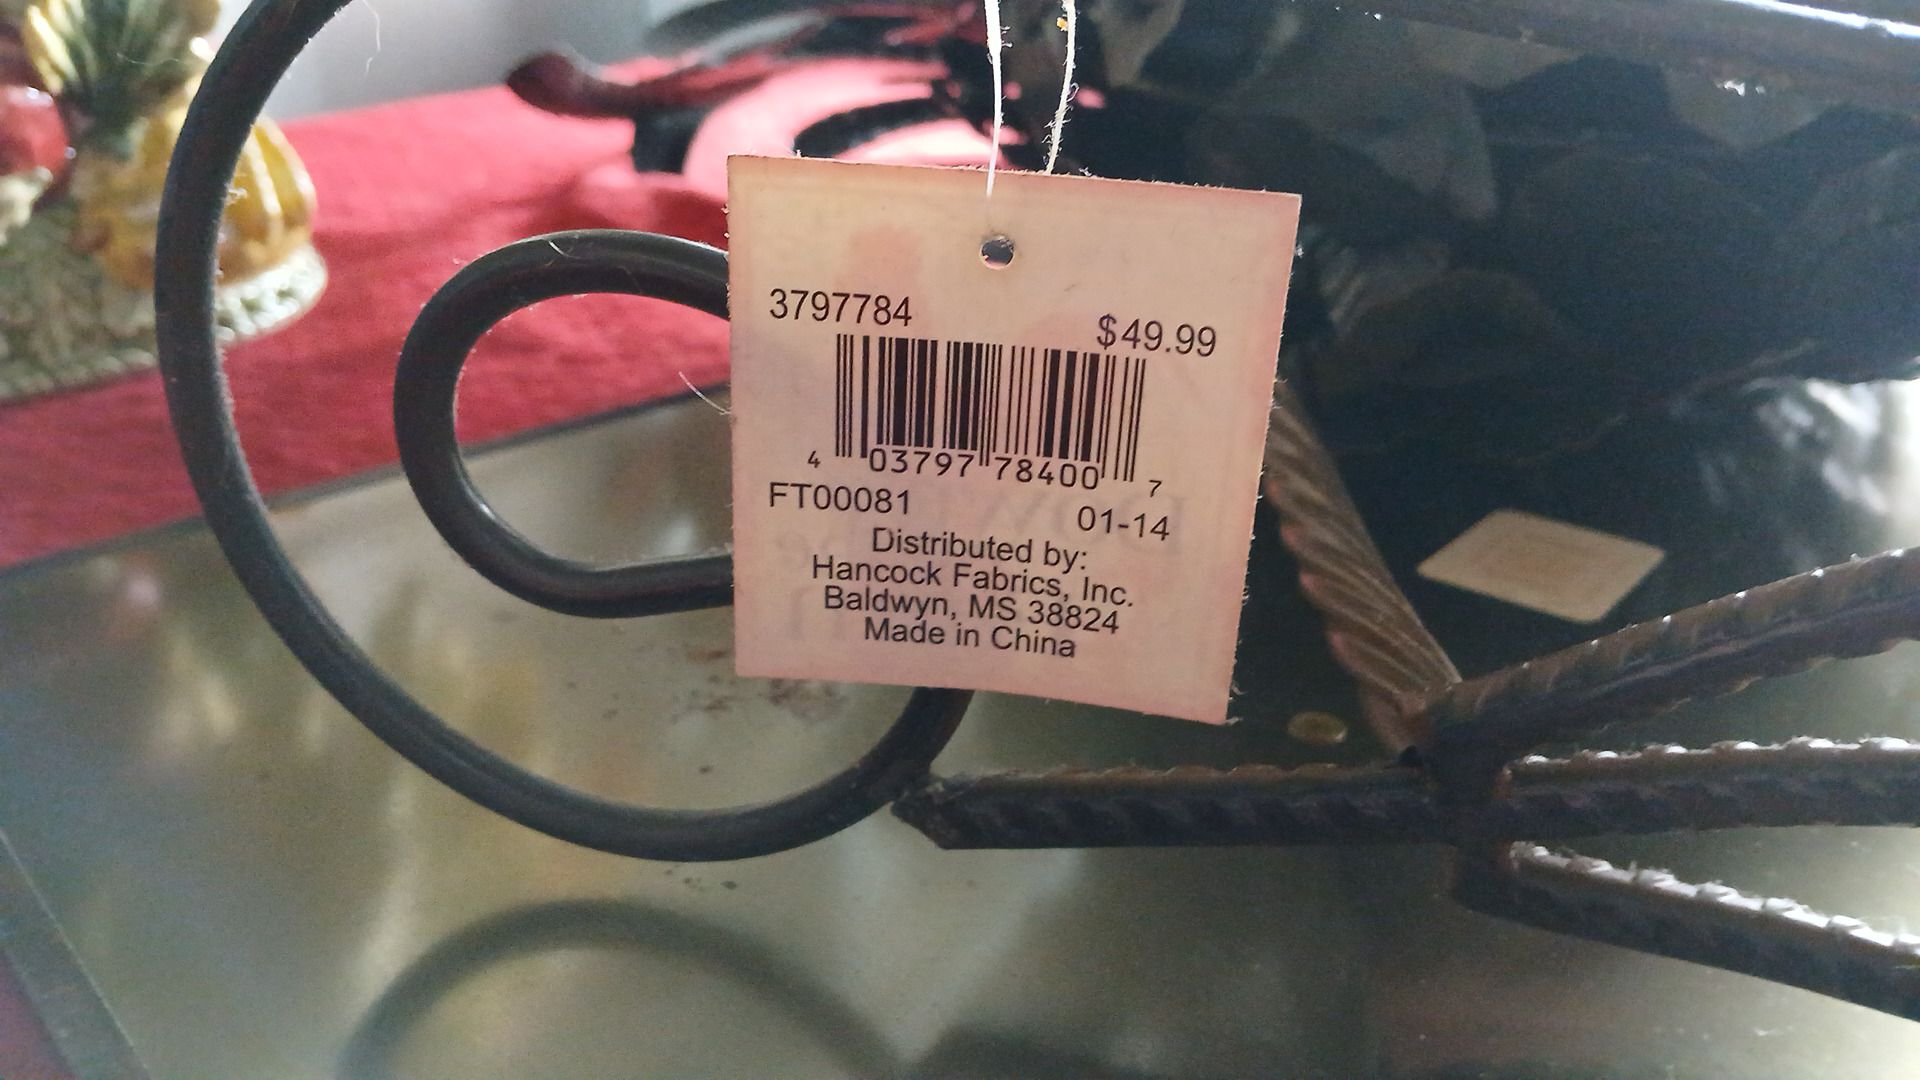 3797784 $49.99
4 03797 78400 7
FT00081 01-14
Distributed by:
Hancock Fabrics, Inc.
Baldwyn, MS 38824
Made in China